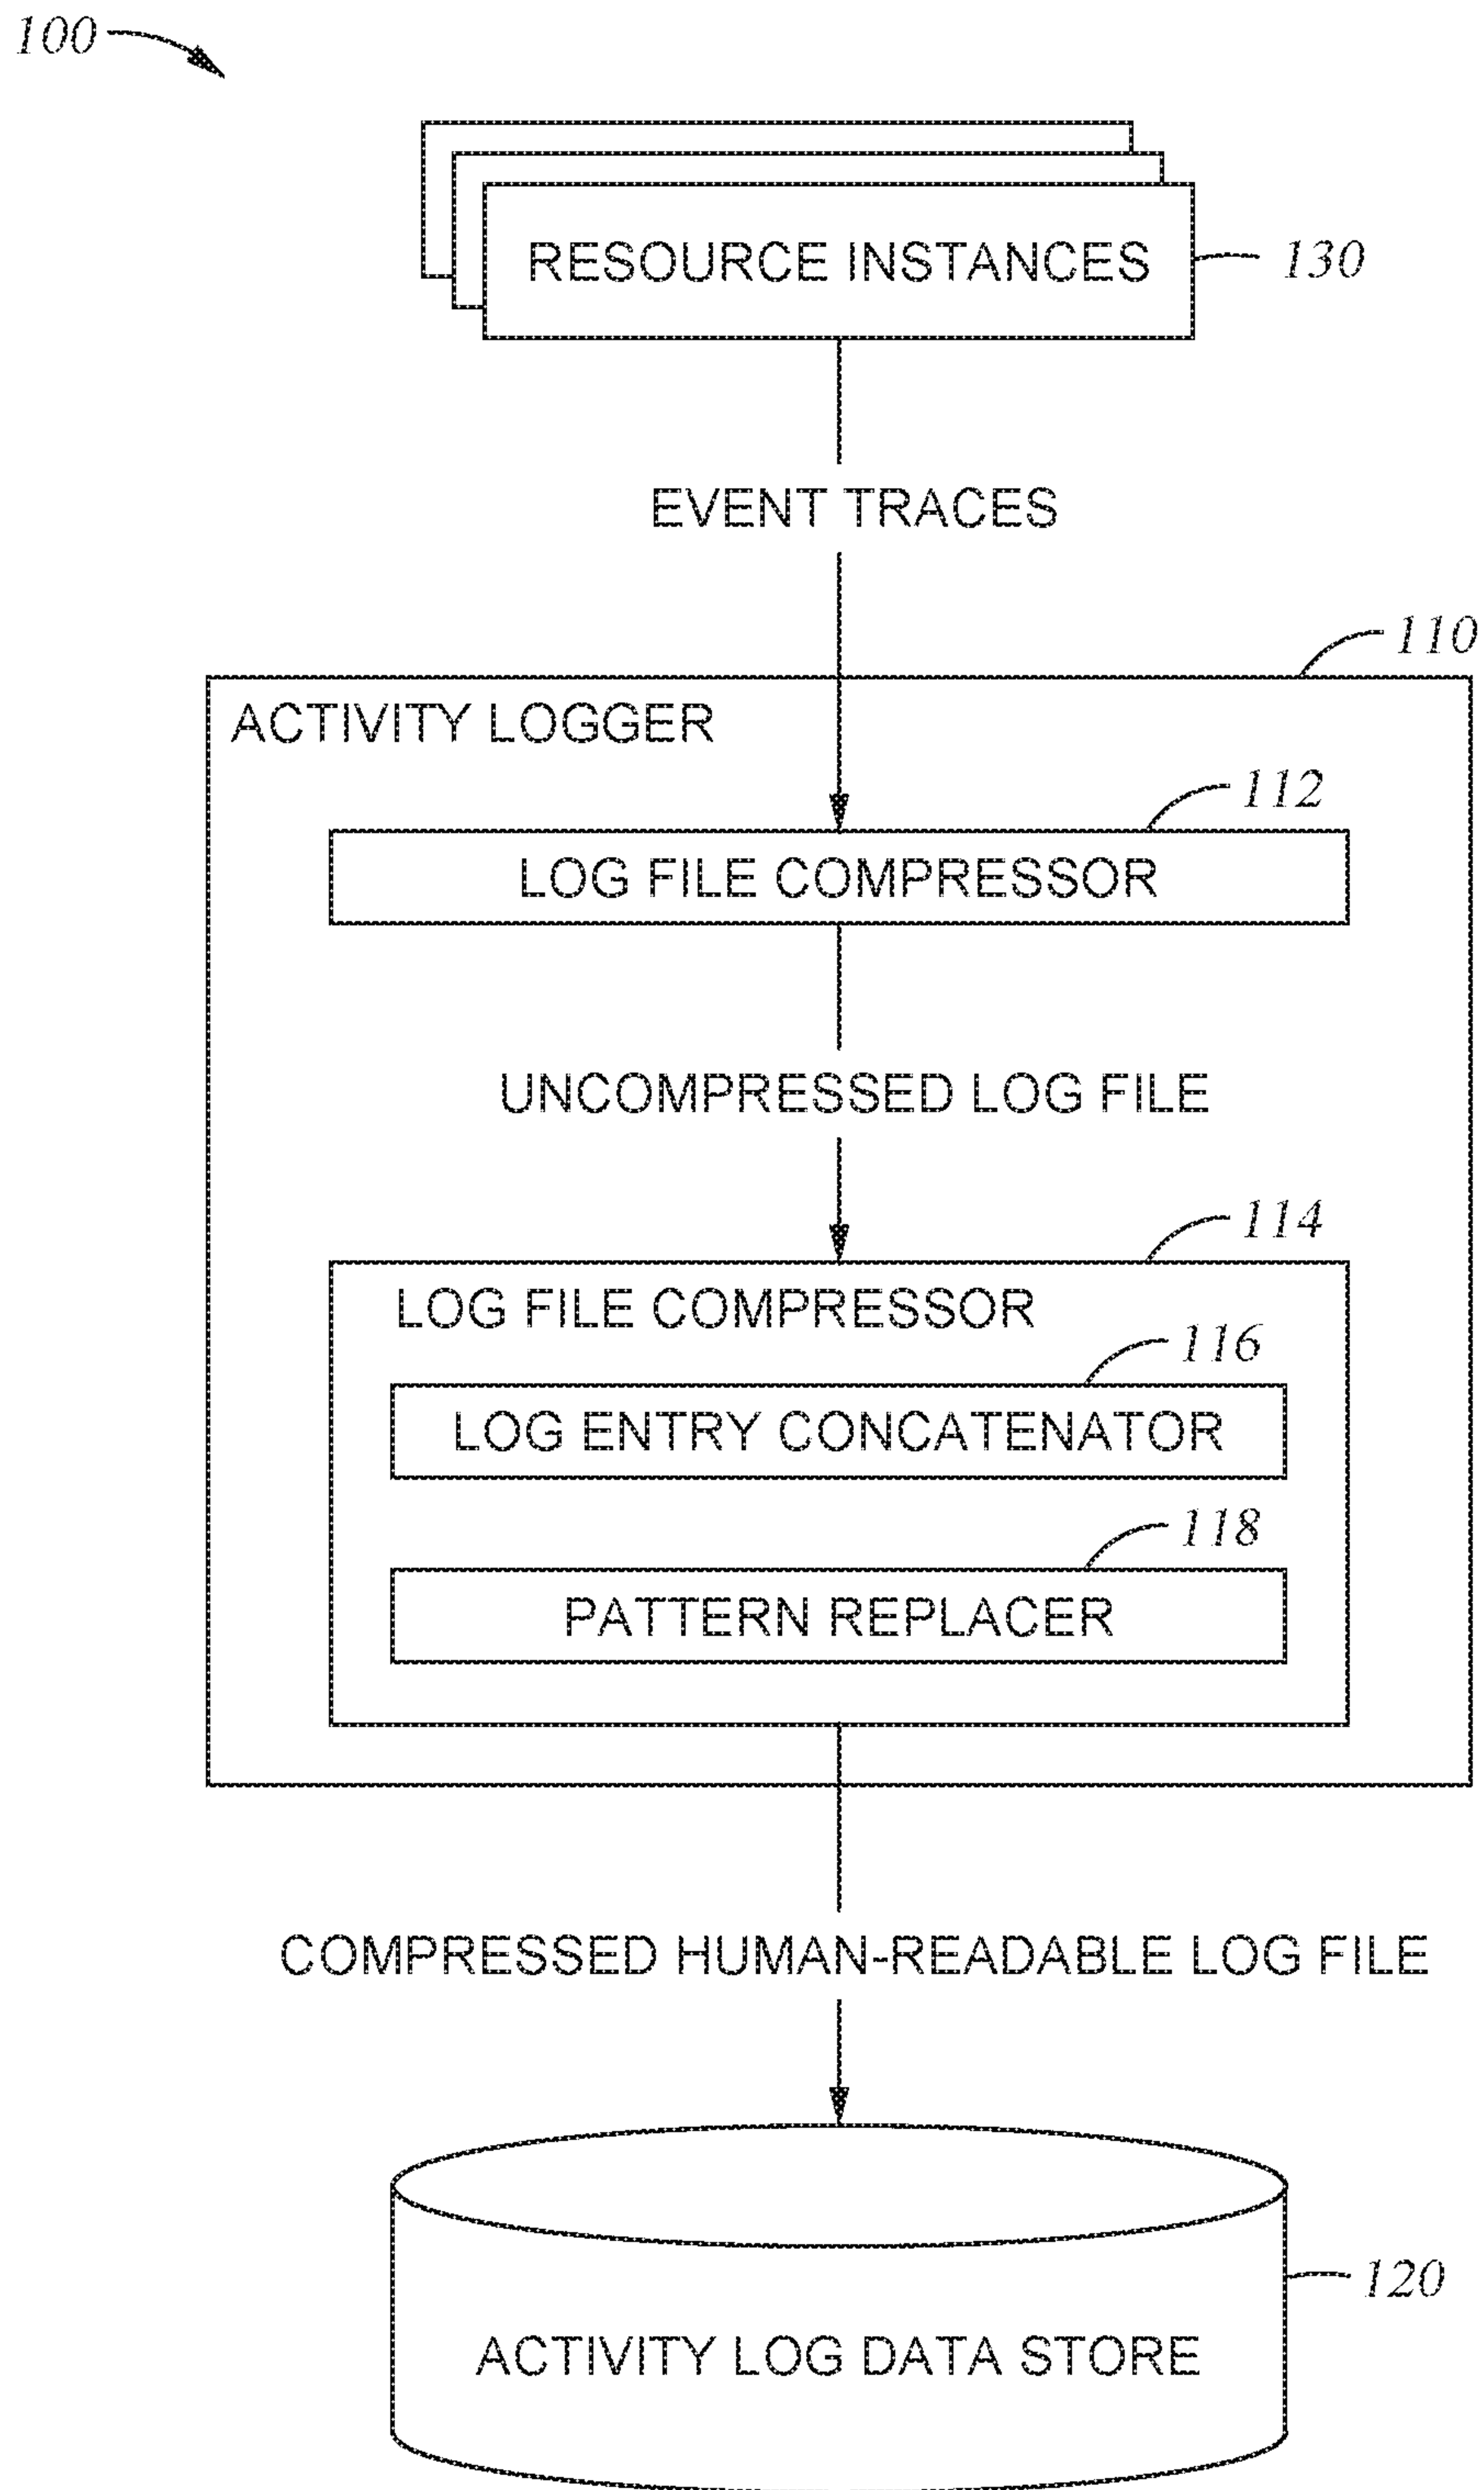 100
RESOURCE INSTANCES
130
EVENT TRACES
110
ACTIVITY LOGGER
112
LOG FILE COMPRESSOR
UNCOMPRESSED LOG FILE
114
LOG FILE COMPRESSOR
116
LOG ENTRY CONCATENATOR
118
PATTERN REPLACER
COMPRESSED HUMAN-READABLE LOG FILE
120
ACTIVITY LOG DATA STORE